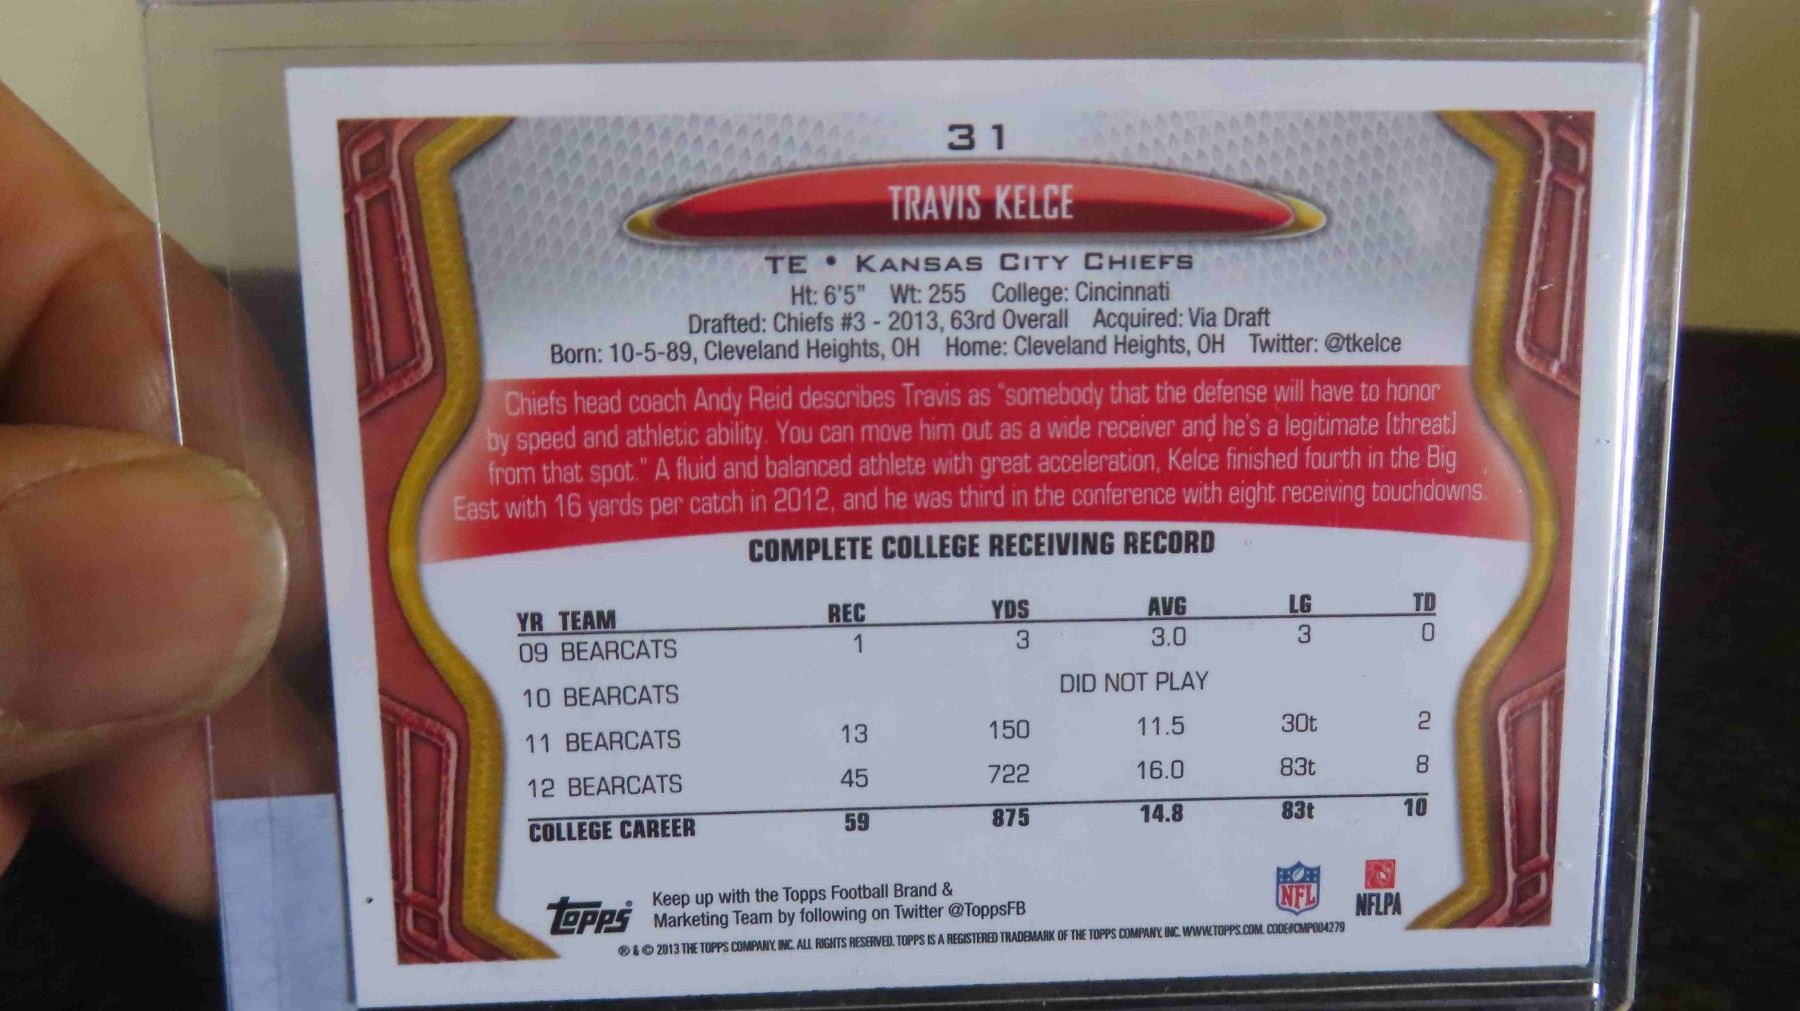 31
TRAVIS KELCE
TE • KANSAS CITY CHIEFS
Ht: 6'5" Wt: 255 College: Cincinnati
Drafted: Chiefs #3 - 2013, 63rd Overall Acquired: Via Draft
Born: 10-5-89, Cleveland Heights, OH Home: Cleveland Heights, OH Twitter: @tkelce
Chiefs head coach Andy Reid describes Travis as "somebody that the defense will have to honor
by speed and athletic ability. You can move him out as a wide receiver and he's a legitimate [threat]
from that spot." A fluid and balanced athlete with great acceleration, Kelce finished fourth in the Big
East with 16 yards per catch in 2012, and he was third in the conference with eight receiving touchdowns.
COMPLETE COLLEGE RECEIVING RECORD
YR TEAM REC YDS AVG LG TD
09 BEARCATS 1 3 3.0 3 0
10 BEARCATS DID NOT PLAY
11 BEARCATS 13 150 11.5 30t 2
12 BEARCATS 45 722 16.0 83t 8
COLLEGE CAREER 59 875 14.8 83t 10
Topps Keep up with the Topps Football Brand &
Marketing Team by following on Twitter @ToppsFB
NFL NFLPA
® & © 2013 THE TOPPS COMPANY, INC. ALL RIGHTS RESERVED. TOPPS IS A REGISTERED TRADEMARK OF THE TOPPS COMPANY, INC. WWW.TOPPS.COM. CODE#CMP004279